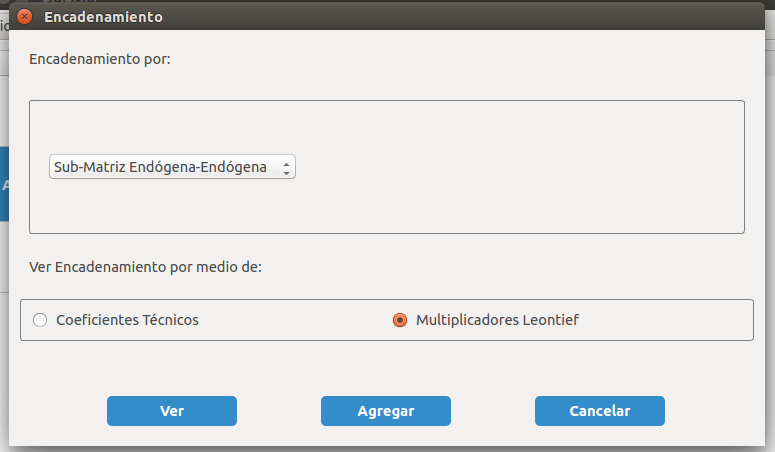 Encadenamiento
Encadenamiento por:
Sub-Matriz Endógena-Endógena
Ver Encadenamiento por medio de:
Coeficientes Técnicos
Multiplicadores Leontief
Ver
Agregar
Cancelar